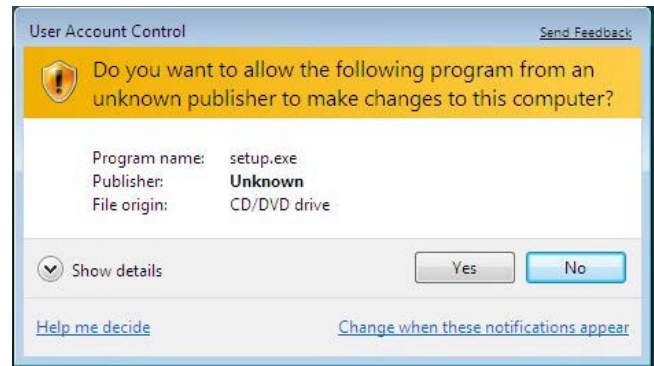 User Account Control
Send Feedback
Do you want to allow the following program from an
unknown publisher to make changes to this computer?
Program name: setup.exe
Publisher: Unknown
File origin: CD/DVD drive
Show details
Yes
No
Help me decide
Change when these notifications appear